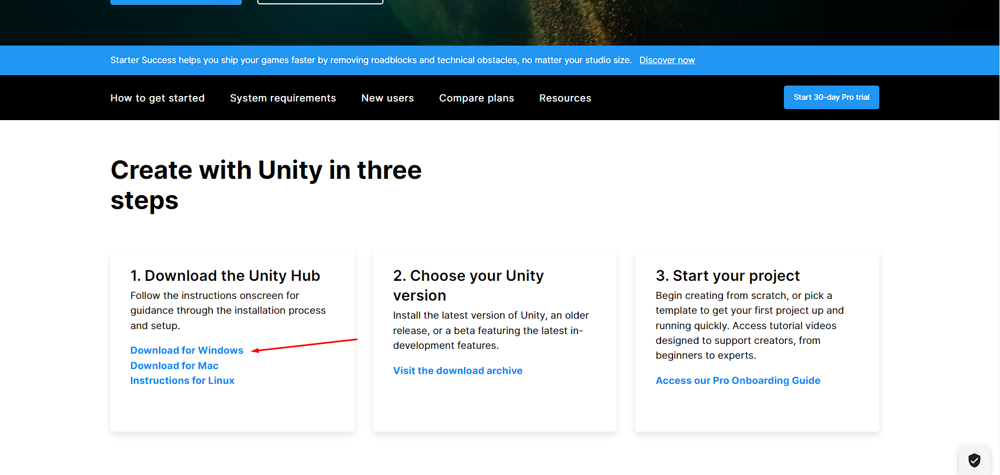 Starter Success helps you ship your games faster by removing roadblocks and technical obstacles, no matter your studio size. Discover now
How to get started System requirements New users Compare plans Resources Start 30-day Pro trial
Create with Unity in three
steps
1. Download the Unity Hub
Follow the instructions onscreen for
guidance through the installation process
and setup.
Download for Windows
Download for Mac
Instructions for Linux
2. Choose your Unity
version
Install the latest version of Unity, an older
release, or a beta featuring the latest in-
development features.
Visit the download archive
3. Start your project
Begin creating from scratch, or pick a
template to get your first project up and
running quickly. Access tutorial videos
designed to support creators, from
beginners to experts.
Access our Pro Onboarding Guide